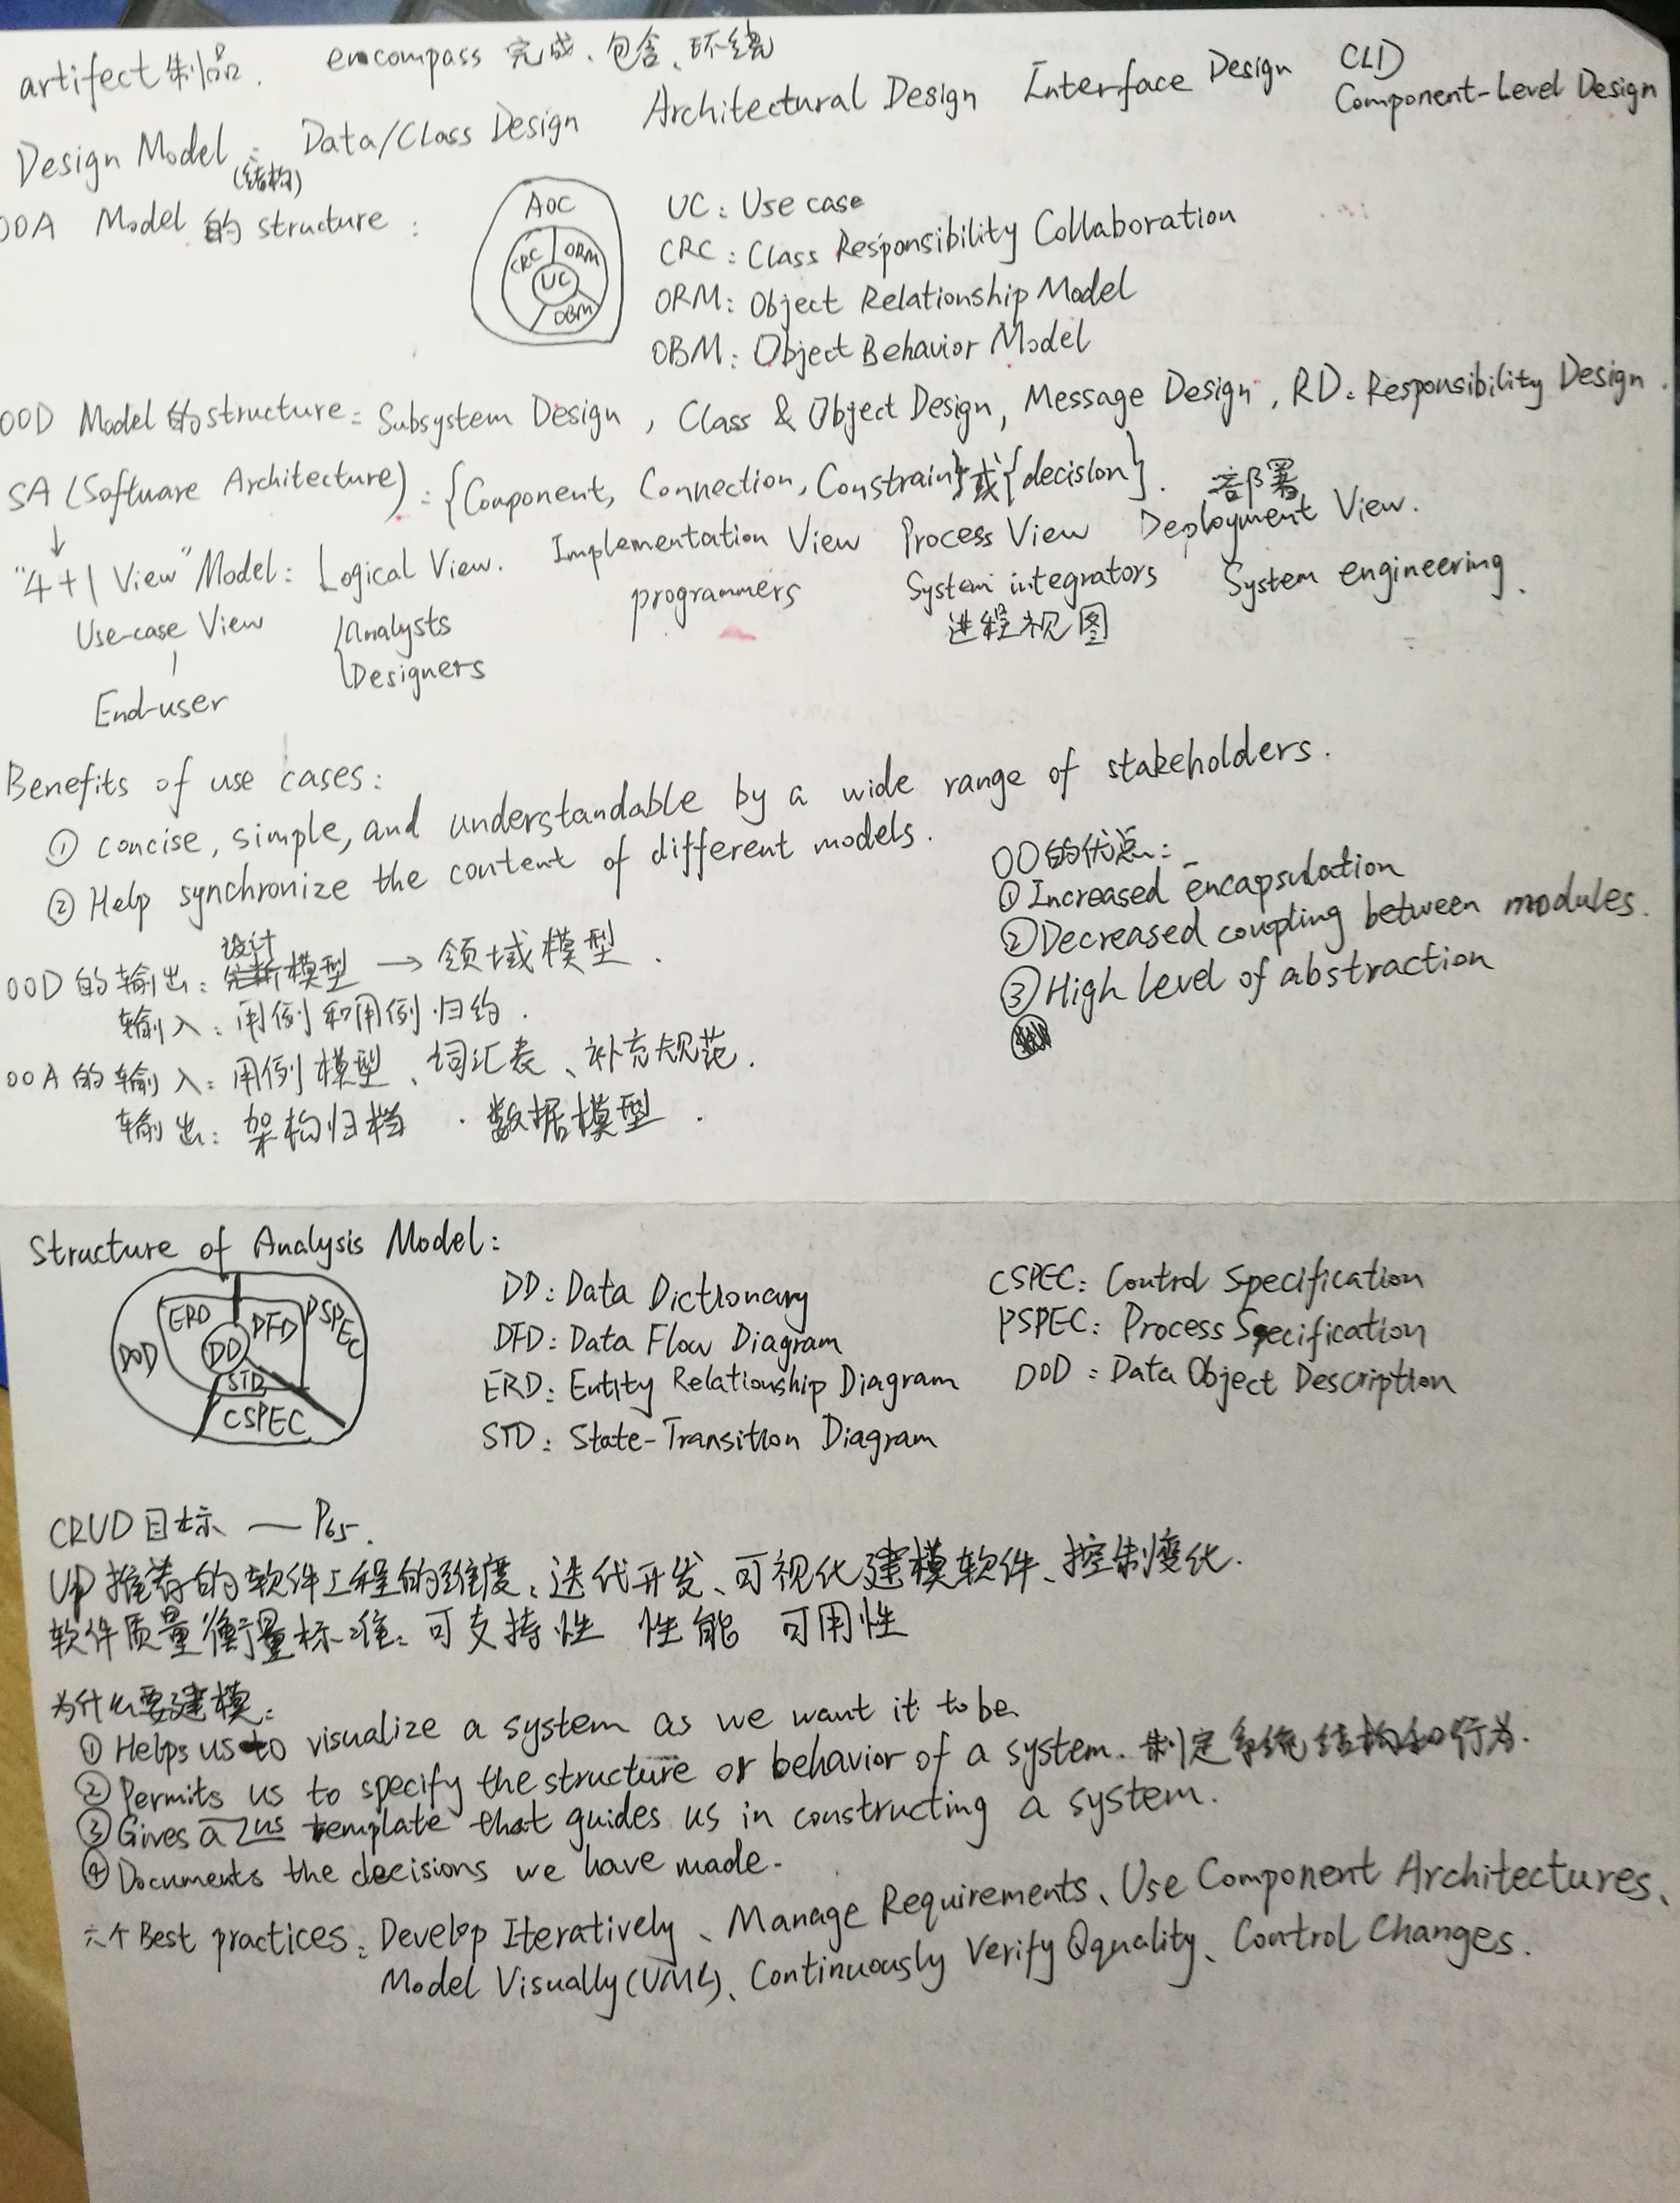 artifect 制品. encompass 完成、包含、环绕
Design Model: Data/Class Design Architectural Design Interface Design CLD Component-Level Design
(结构)
OOA Model 的 structure:
AOC
CRC ORM
UC
OBM
UC: Use case
CRC: Class Responsibility Collaboration
ORM: Object Relationship Model
OBM: Object Behavior Model
OOD Model 的 structure: Subsystem Design, Class & Object Design, Message Design, RD: Responsibility Design.
SA (Software Architecture): {Component, Connection, Constrain}或{decision}.
↓
部署
"4+1 View" Model: Logical View. Implementation View Process View Deployment View.
Use-case View Analysts programmers System integrators System engineering.
Designers 进程视图
End-user
Benefits of use cases:
① concise, simple, and understandable by a wide range of stakeholders.
② Help synchronize the content of different models.
OO的优点:
① Increased encapsulation
② Decreased coupling between modules.
③ High level of abstraction
设计
OOD 的输出: 模型 → 领域模型.
输入: 用例和用例归约.
OOA 的输入: 用例模型、词汇表、补充规范.
输出: 架构归档. 数据模型.
Structure of Analysis Model:
ERD DFD PSPEC
DOD DD
STD
CSPEC
DD: Data Dictionary
DFD: Data Flow Diagram
ERD: Entity Relationship Diagram
STD: State-Transition Diagram
CSPEC: Control Specification
PSPEC: Process Specification
DOD: Data Object Description
CRUD目标 — P65.
UP推荐的软件工程的维度: 迭代开发、可视化建模软件、控制变化.
软件质量衡量标准: 可支持性 性能 可用性
为什么要建模:
① Helps us to visualize a system as we want it to be
② Permits us to specify the structure or behavior of a system. 制定系统结构和行为.
③ Gives a us template that guides us in constructing a system.
④ Documents the decisions we have made.
六个Best practices: Develop Iteratively、Manage Requirements、Use Component Architectures、
Model Visually(UML)、Continuously Verify Qquality、Control Changes.